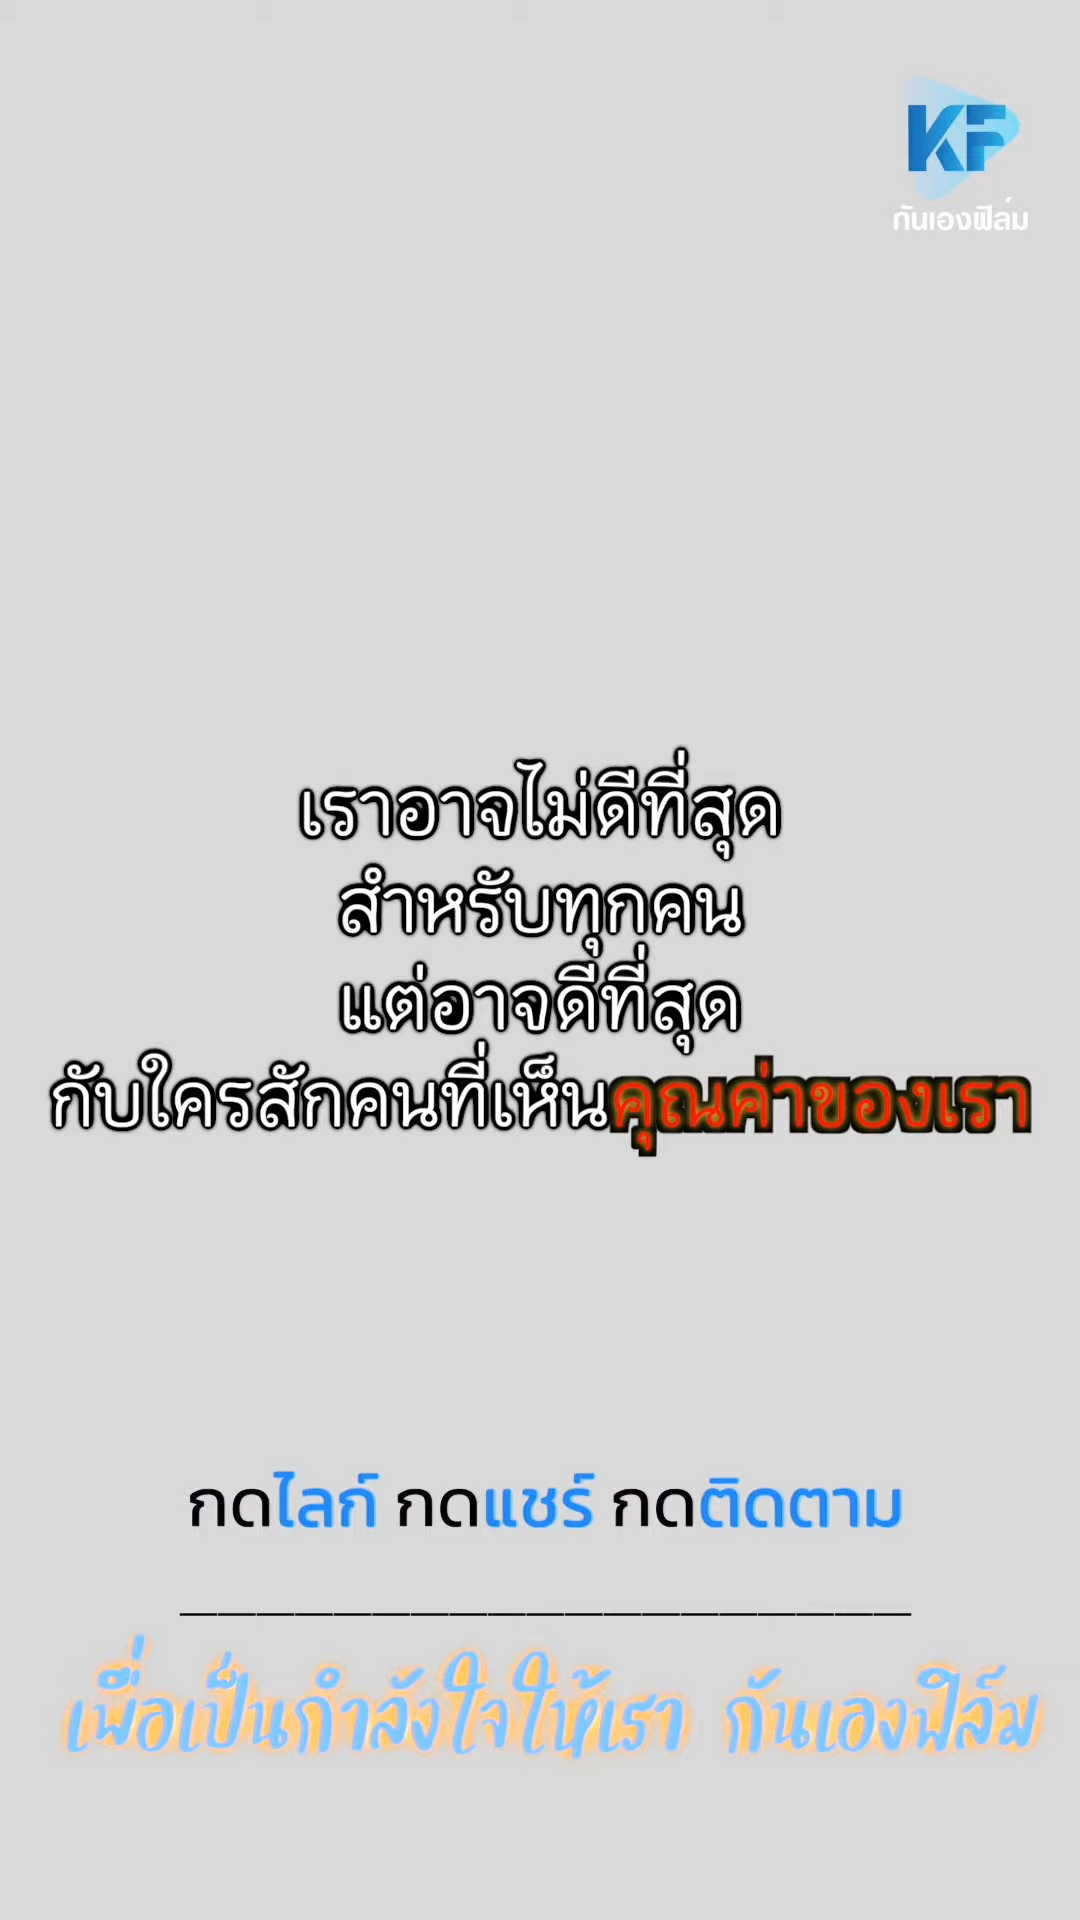 KF
กันเองฟิล์ม
เราอาจไม่ดีที่สุด
สำหรับทุกคน
แต่อาจดีที่สุด
กับใครสักคนที่เห็นคุณค่าของเรา
กดไลก์ กดแชร์ กดติดตาม
เพื่อเป็นกำลังใจให้เรา กันเองฟิล์ม